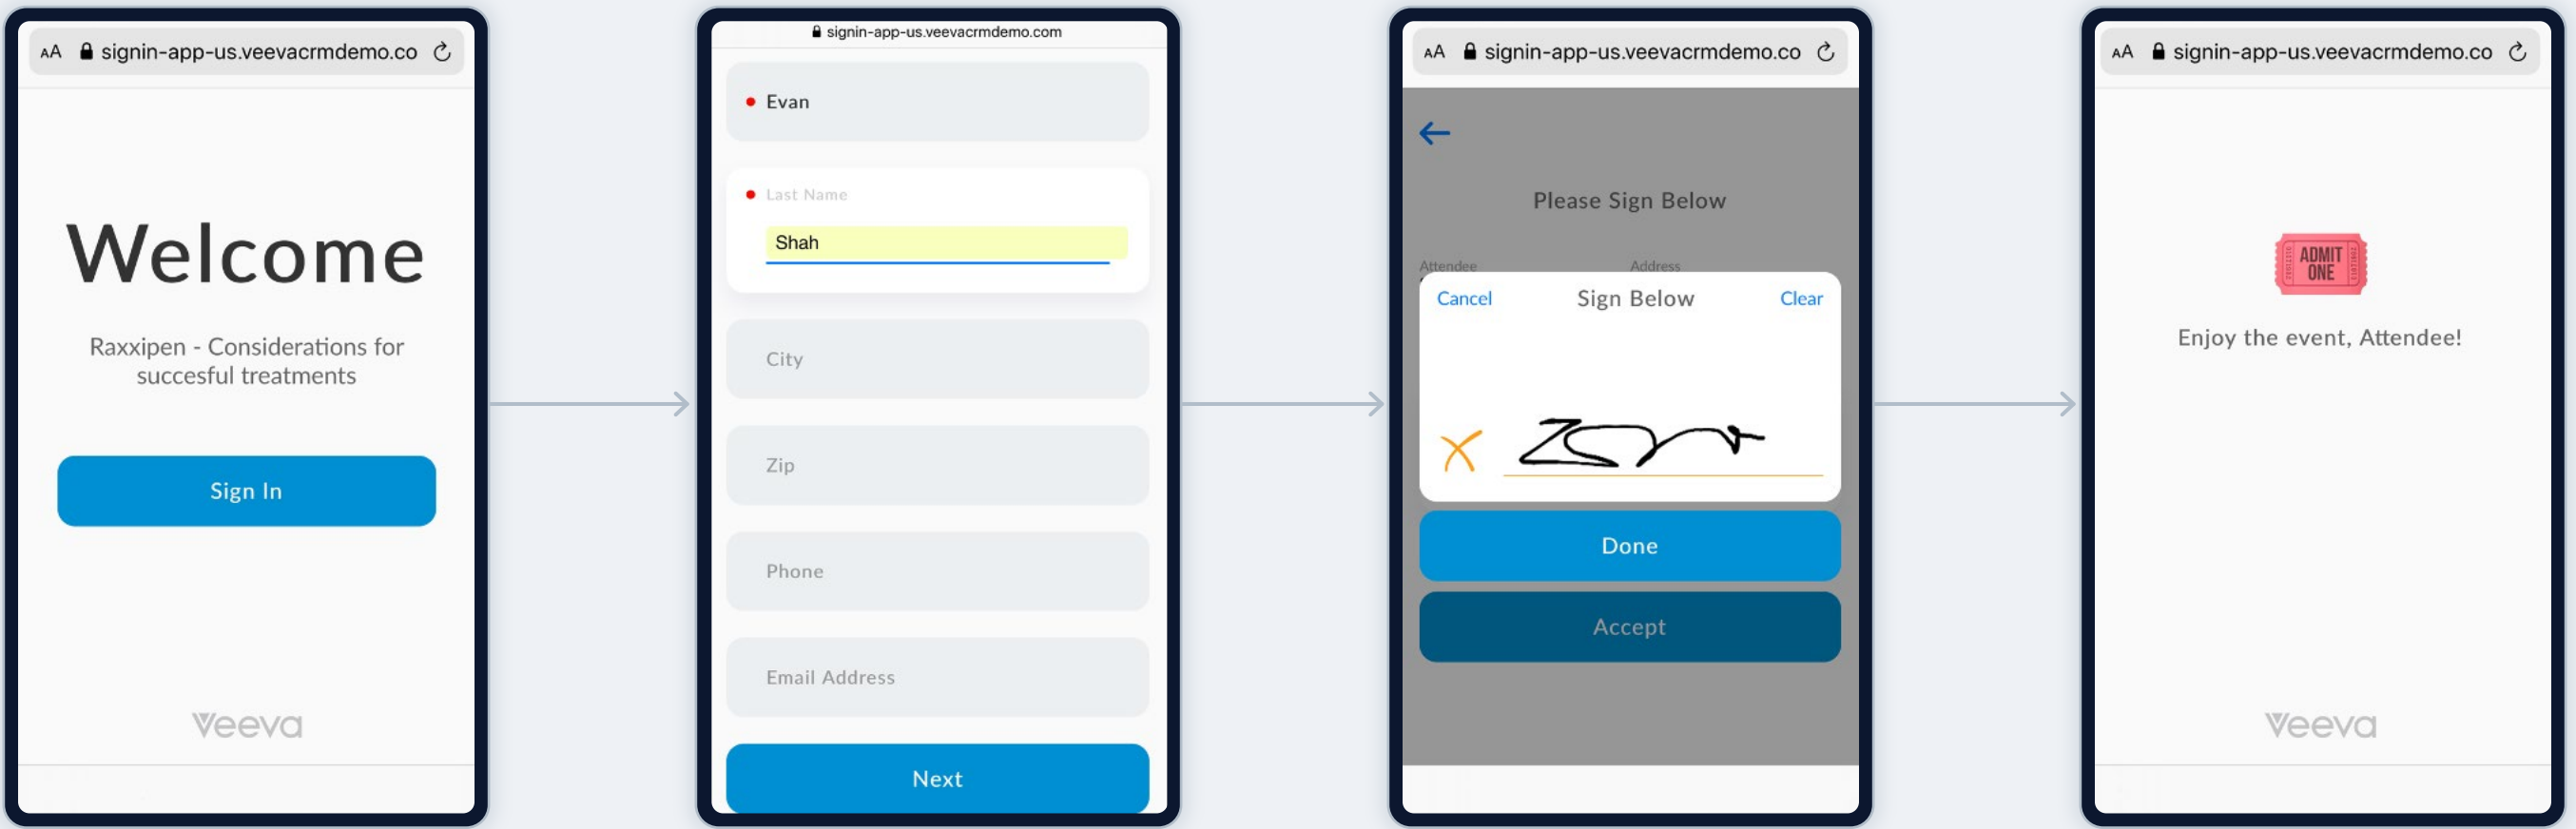 AA signin-app-us.veevacrmdemo.co
Welcome
Raxxipen - Considerations for
succesful treatments
Sign In
Veeva
signin-app-us.veevacrmdemo.com
Evan
Last Name
Shah
City
Zip
Phone
Email Address
Next
AA signin-app-us.veevacrmdemo.co
Please Sign Below
Attendee Address
Cancel Sign Below Clear
X
Done
Accept
AA signin-app-us.veevacrmdemo.co
ADMIT
ONE
Enjoy the event, Attendee!
Veeva